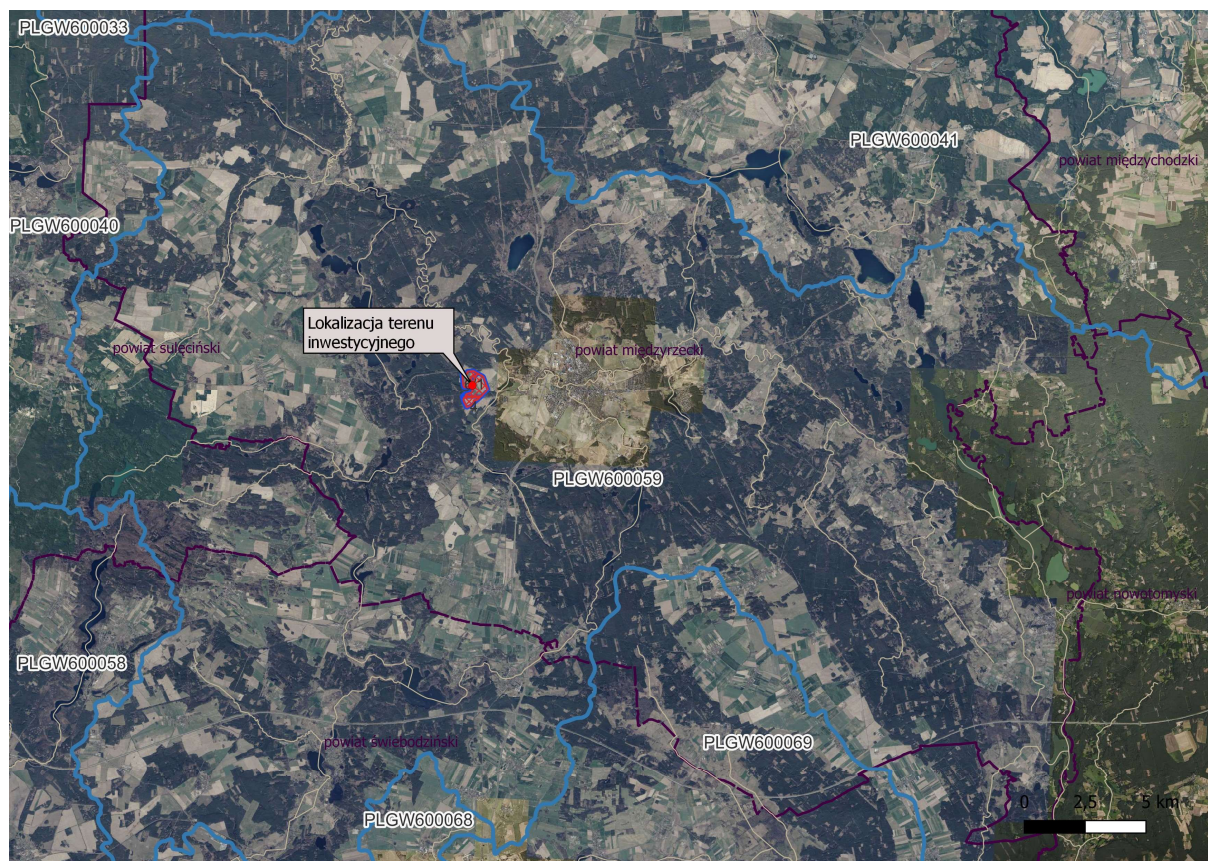 PLGW600033
PLGW600041
powiat międzychodzki
PLGW600040
Lokalizacja terenu
inwestycyjnego
powiat sulęciński
powiat międzyrzecki
PLGW600059
powiat nowotomyski
PLGW600058
powiat świebodziński
PLGW600069
PLGW600068
0 2,5 5 km